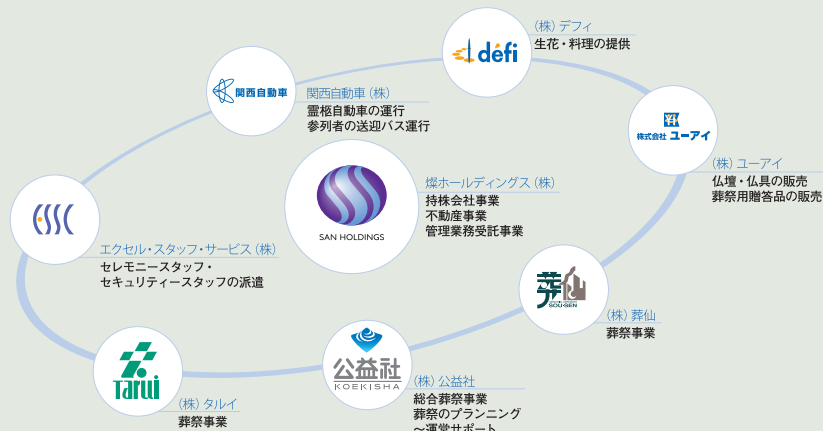 défi
(株)デフィ
生花・料理の提供
関西自動車
関西自動車(株)
霊柩自動車の運行
参列者の送迎バス運行
株式会社 ユーアイ
(株)ユーアイ
仏壇・仏具の販売
葬祭用贈答品の販売
SAN HOLDINGS
燦ホールディングス(株)
持株会社事業
不動産事業
管理業務受託事業
ESSC
エクセル・スタッフ・サービス(株)
セレモニースタッフ・
セキュリティースタッフの派遣
葬仙
SOU-SEN
(株)葬仙
葬祭事業
Tarui
(株)タルイ
葬祭事業
公益社
KOEKISHA
(株)公益社
総合葬祭事業
葬祭のプランニング
〜運営サポート